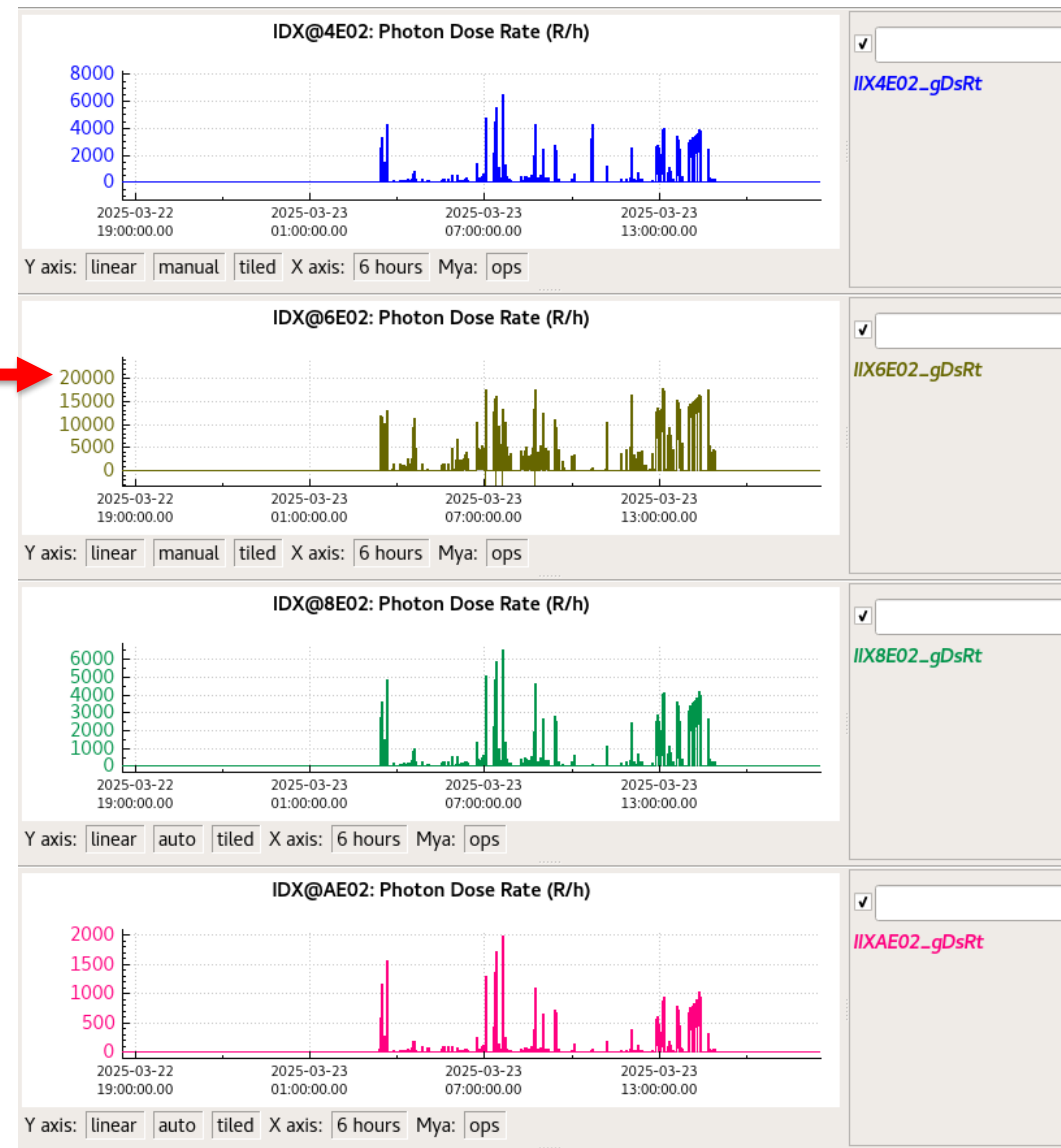 IDX@4E02: Photon Dose Rate (R/h)
8000
6000
4000
2000
0
2025-03-22 2025-03-23 2025-03-23 2025-03-23
19:00:00.00 01:00:00.00 07:00:00.00 13:00:00.00
Y axis: linear manual tiled X axis: 6 hours Mya: ops
IIX4E02_gDsRt
IDX@6E02: Photon Dose Rate (R/h)
20000
15000
10000
5000
0
2025-03-22 2025-03-23 2025-03-23 2025-03-23
19:00:00.00 01:00:00.00 07:00:00.00 13:00:00.00
Y axis: linear manual tiled X axis: 6 hours Mya: ops
IIX6E02_gDsRt
IDX@8E02: Photon Dose Rate (R/h)
6000
5000
4000
3000
2000
1000
0
2025-03-22 2025-03-23 2025-03-23 2025-03-23
19:00:00.00 01:00:00.00 07:00:00.00 13:00:00.00
Y axis: linear auto tiled X axis: 6 hours Mya: ops
IIX8E02_gDsRt
IDX@AE02: Photon Dose Rate (R/h)
2000
1500
1000
500
0
2025-03-22 2025-03-23 2025-03-23 2025-03-23
19:00:00.00 01:00:00.00 07:00:00.00 13:00:00.00
Y axis: linear auto tiled X axis: 6 hours Mya: ops
IIXAE02_gDsRt